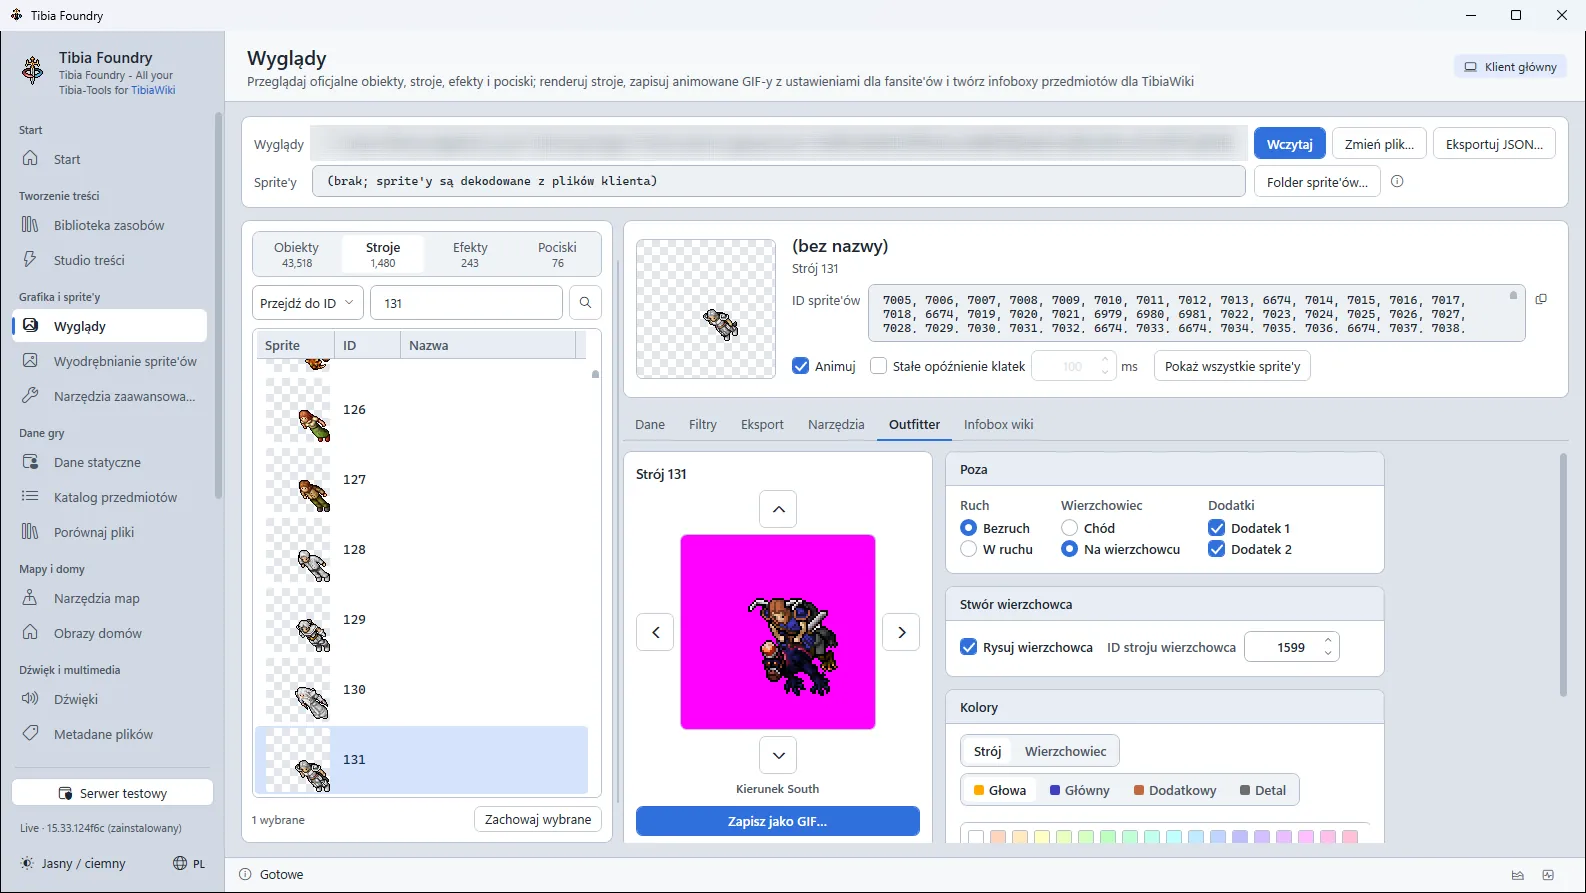 Tibia Foundry
Tibia Foundry
Tibia Foundry - All your
Tibia-Tools for TibiaWiki
Start
Start
Tworzenie treści
Biblioteka zasobów
Studio treści
Grafika i sprite'y
Wyglądy
Wyodrębnianie sprite'ów
Narzędzia zaawansowa...
Dane gry
Dane statyczne
Katalog przedmiotów
Porównaj pliki
Mapy i domy
Narzędzia map
Obrazy domów
Dźwięk i multimedia
Dźwięki
Metadane plików
Serwer testowy
Live · 15.33.124f6c (zainstalowany)
Jasny / ciemny
PL
Wyglądy
Przeglądaj oficjalne obiekty, stroje, efekty i pociski; renderuj stroje, zapisuj animowane GIF-y z ustawieniami dla fansite'ów i twórz infoboxy przedmiotów dla TibiaWiki
Klient główny
Wyglądy
Wczytaj
Zmień plik...
Eksportuj JSON...
Sprite'y
(brak; sprite'y są dekodowane z plików klienta)
Folder sprite'ów...
Obiekty
43,518
Stroje
1,480
Efekty
243
Pociski
76
Przejdź do ID
131
Sprite
ID
Nazwa
126
127
128
129
130
131
1 wybrane
Zachowaj wybrane
(bez nazwy)
Strój 131
ID sprite'ów
7005, 7006, 7007, 7008, 7009, 7010, 7011, 7012, 7013, 6674, 7014, 7015, 7016, 7017,
7018, 6674, 7019, 7020, 7021, 6979, 6980, 6981, 7022, 7023, 7024, 7025, 7026, 7027,
7028, 7029, 7030, 7031, 7032, 6674, 7033, 6674, 7034, 7035, 7036, 6674, 7037, 7038,
Animuj
Stałe opóźnienie klatek
100
ms
Pokaż wszystkie sprite'y
Dane
Filtry
Eksport
Narzędzia
Outfitter
Infobox wiki
Strój 131
Kierunek South
Zapisz jako GIF...
Poza
Ruch
Wierzchowiec
Dodatki
Bezruch
Chód
Dodatek 1
W ruchu
Na wierzchowcu
Dodatek 2
Stwór wierzchowca
Rysuj wierzchowca
ID stroju wierzchowca
1599
Kolory
Strój
Wierzchowiec
Głowa
Główny
Dodatkowy
Detal
Gotowe